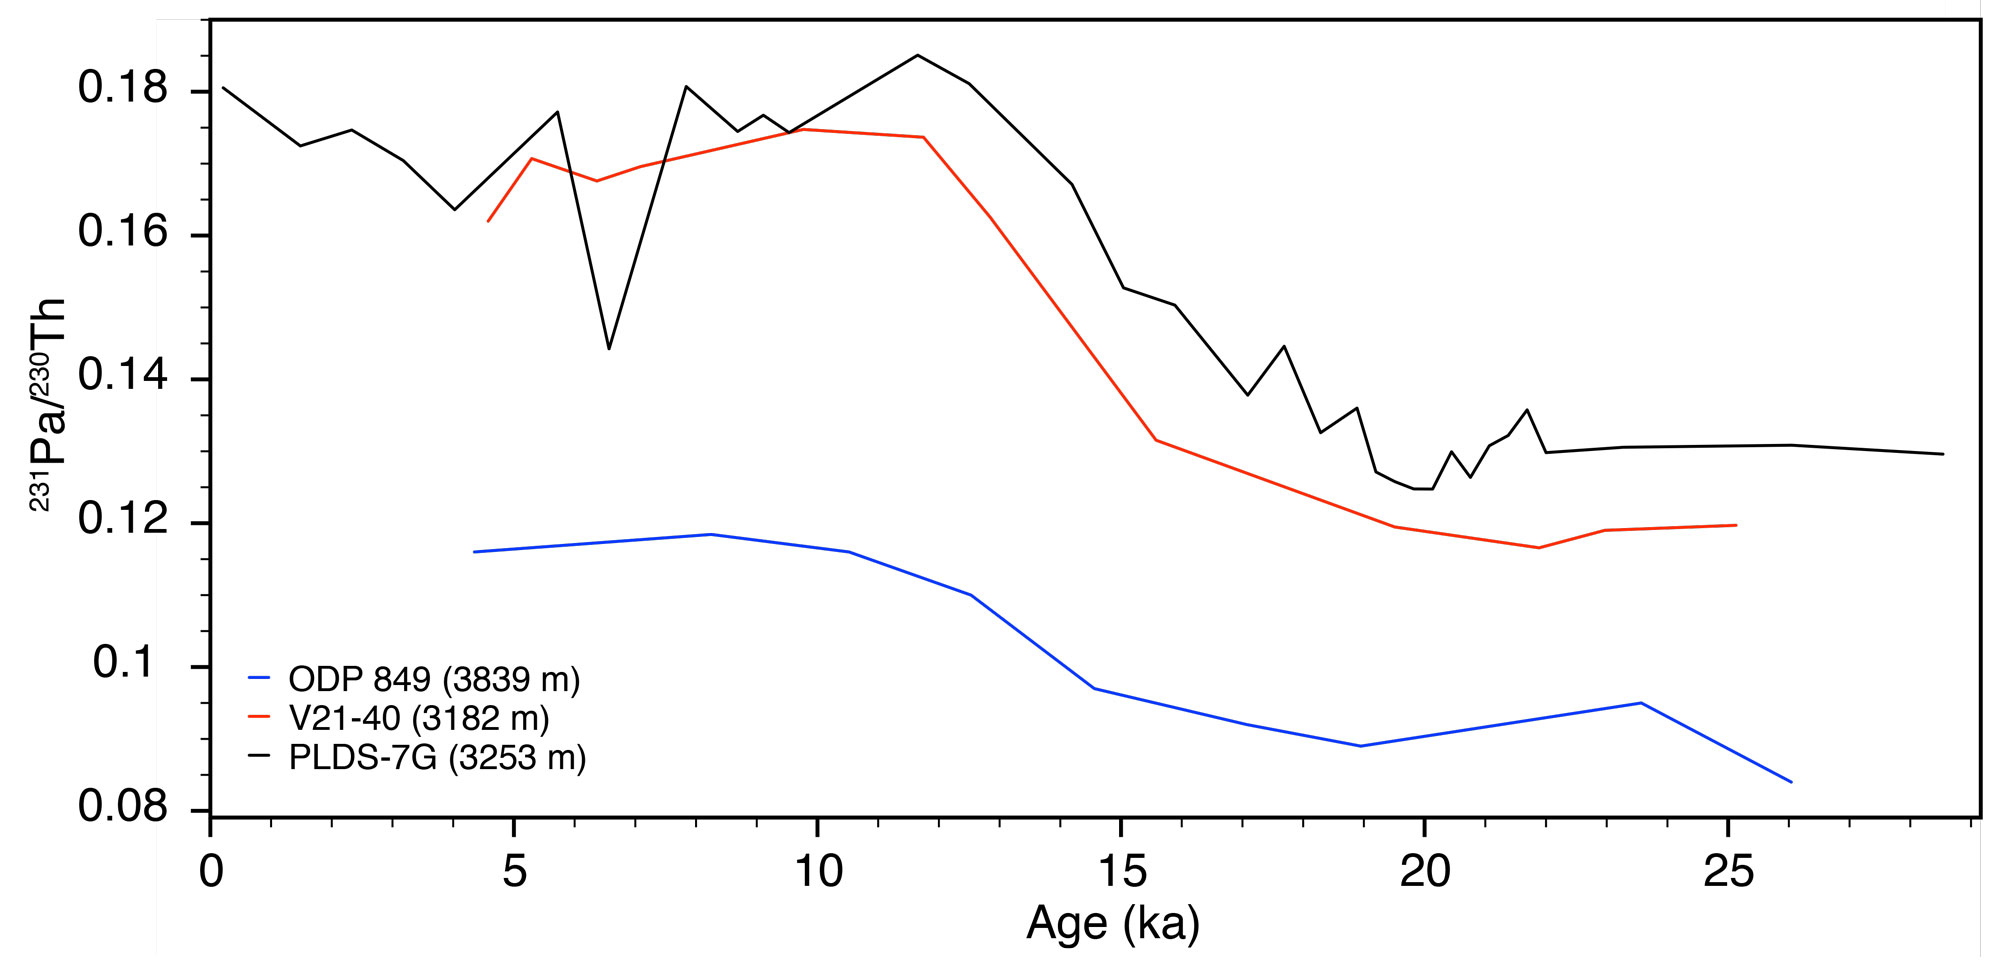 0.18
0.16
0.14
0.12
0.1
0.08
²³¹Pa/²³⁰Th
ODP 849 (3839 m)
V21-40 (3182 m)
PLDS-7G (3253 m)
0 5 10 15 20 25
Age (ka)